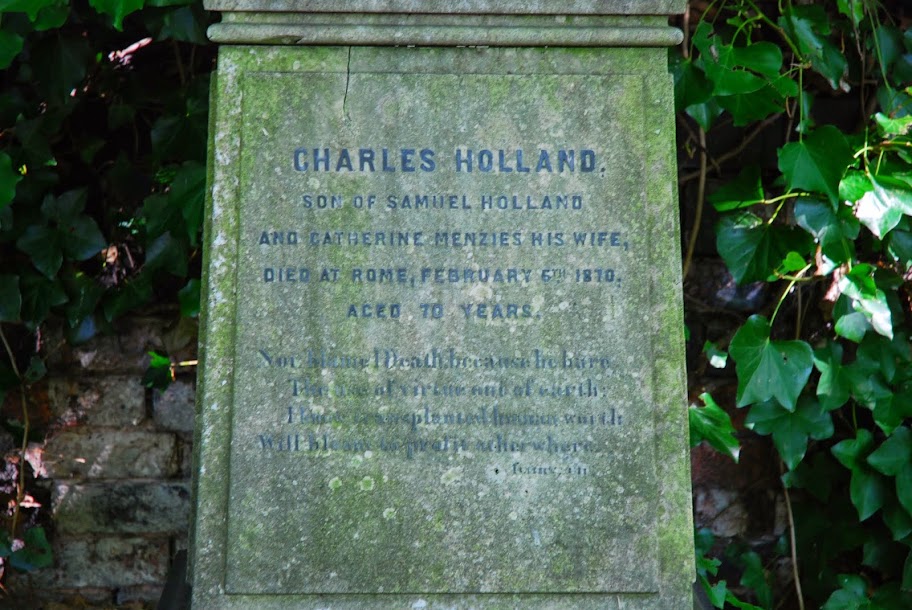 CHARLES HOLLAND.
SON OF SAMUEL HOLLAND
AND CATHERINE MENZIES HIS WIFE,
DIED AT ROME, FEBRUARY 5TH 1870,
AGED 70 YEARS.
Nor blame I Death, because he bare
The use of virtue out of earth;
I know transplanted human worth
Will bloom to profit, otherwhere.